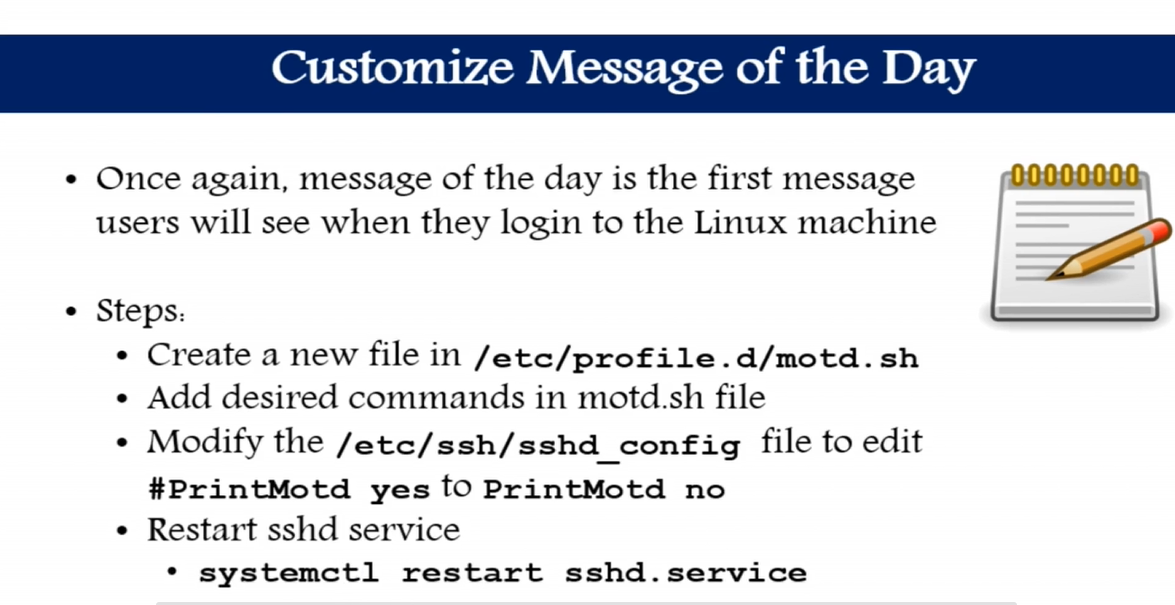 Customize Message of the Day
• Once again, message of the day is the first message
users will see when they login to the Linux machine
• Steps:
• Create a new file in /etc/profile.d/motd.sh
• Add desired commands in motd.sh file
• Modify the /etc/ssh/sshd_config file to edit
#PrintMotd yes to PrintMotd no
• Restart sshd service
• systemctl restart sshd.service